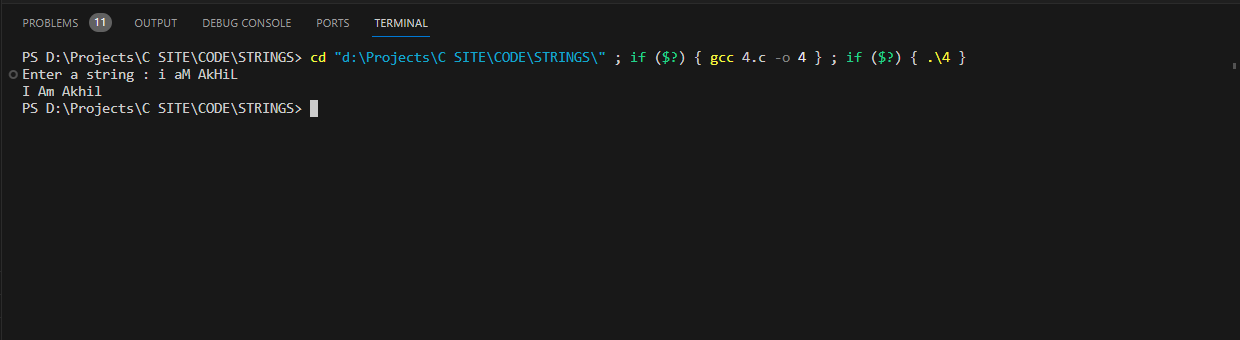 PROBLEMS 11 OUTPUT DEBUG CONSOLE PORTS TERMINAL
PS D:\Projects\C SITE\CODE\STRINGS> cd "d:\Projects\C SITE\CODE\STRINGS\" ; if ($?) { gcc 4.c -o 4 } ; if ($?) { .\4 }
Enter a string : i aM AkHiL
I Am Akhil
PS D:\Projects\C SITE\CODE\STRINGS>